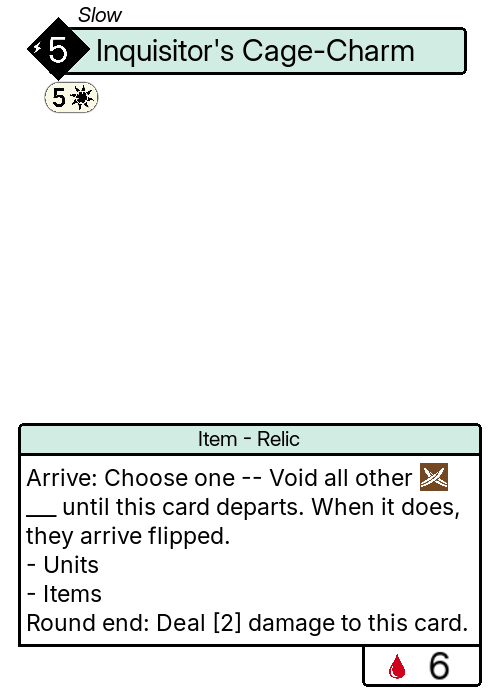 Slow
5 Inquisitor's Cage-Charm
5
Item - Relic
Arrive: Choose one -- Void all other
___ until this card departs. When it does,
they arrive flipped.
- Units
- Items
Round end: Deal [2] damage to this card.
6